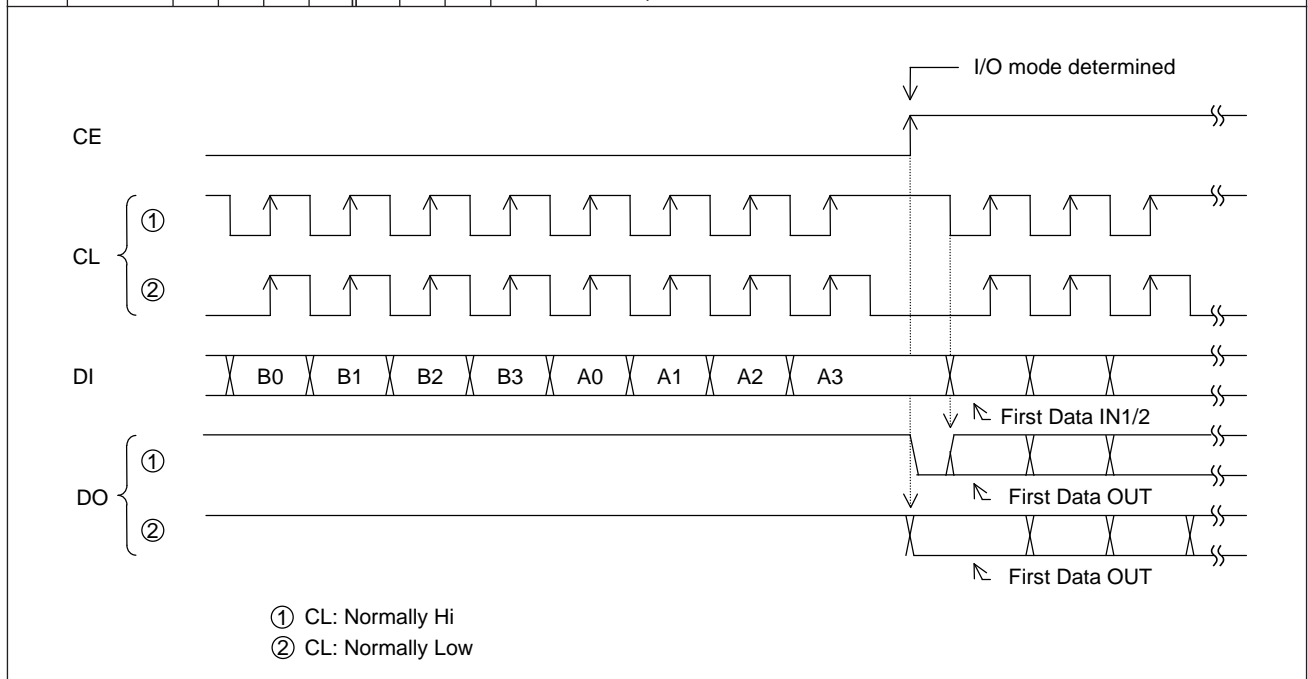 I/O mode determined
CE
CL
①
②
DI B0 B1 B2 B3 A0 A1 A2 A3
First Data IN1/2
DO
①
First Data OUT
②
First Data OUT
① CL: Normally Hi
② CL: Normally Low